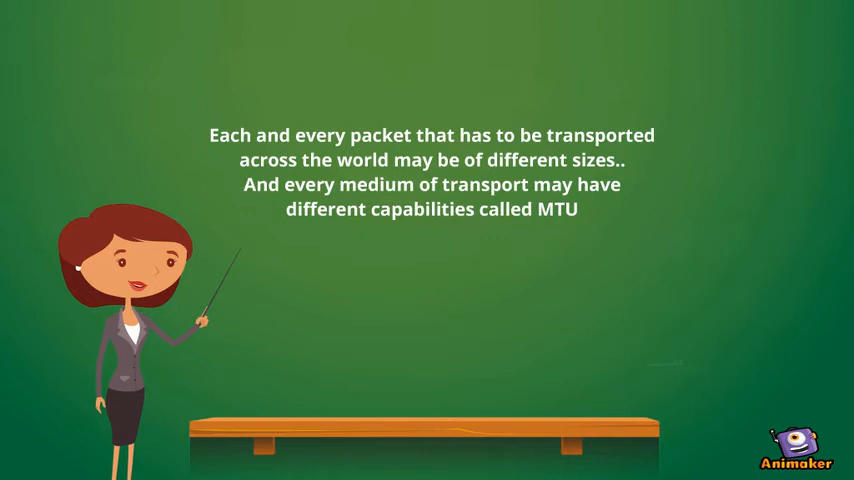 Each and every packet that has to be transported
across the world may be of different sizes..
And every medium of transport may have
different capabilities called MTU
Animaker